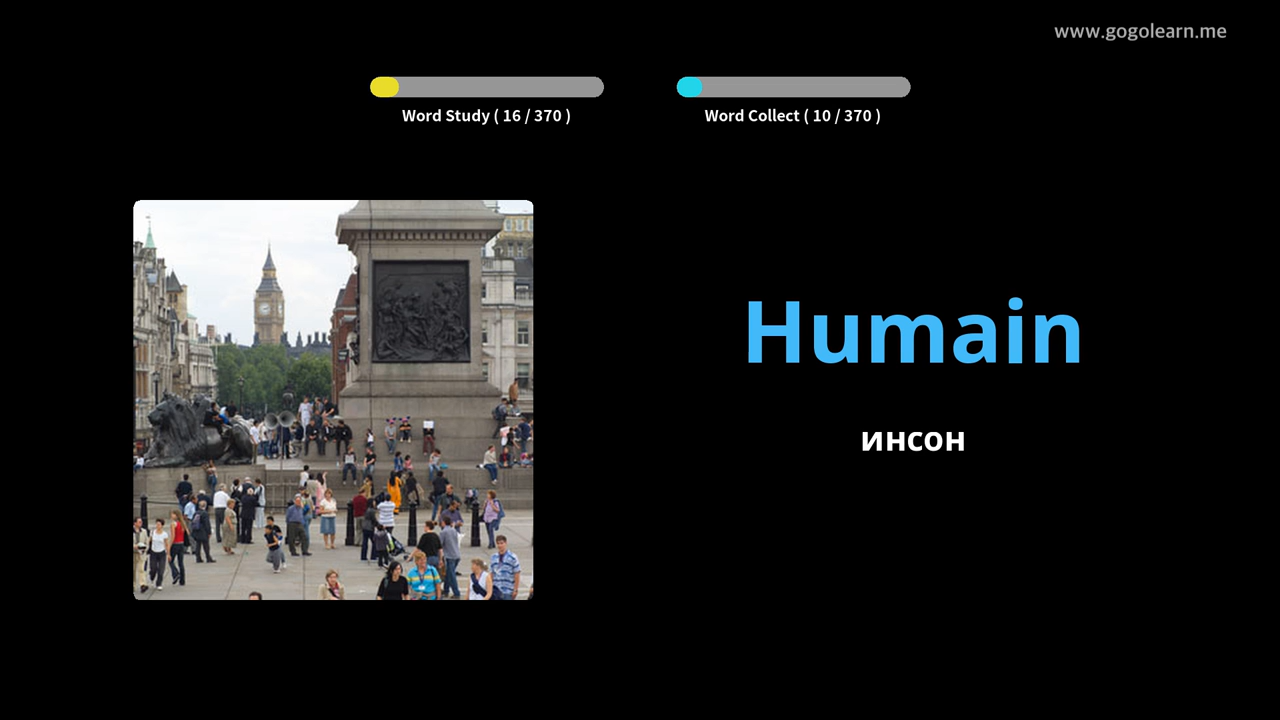 www.gogolearn.me
Word Study ( 16 / 370 )
Word Collect ( 10 / 370 )
Humain
инсон